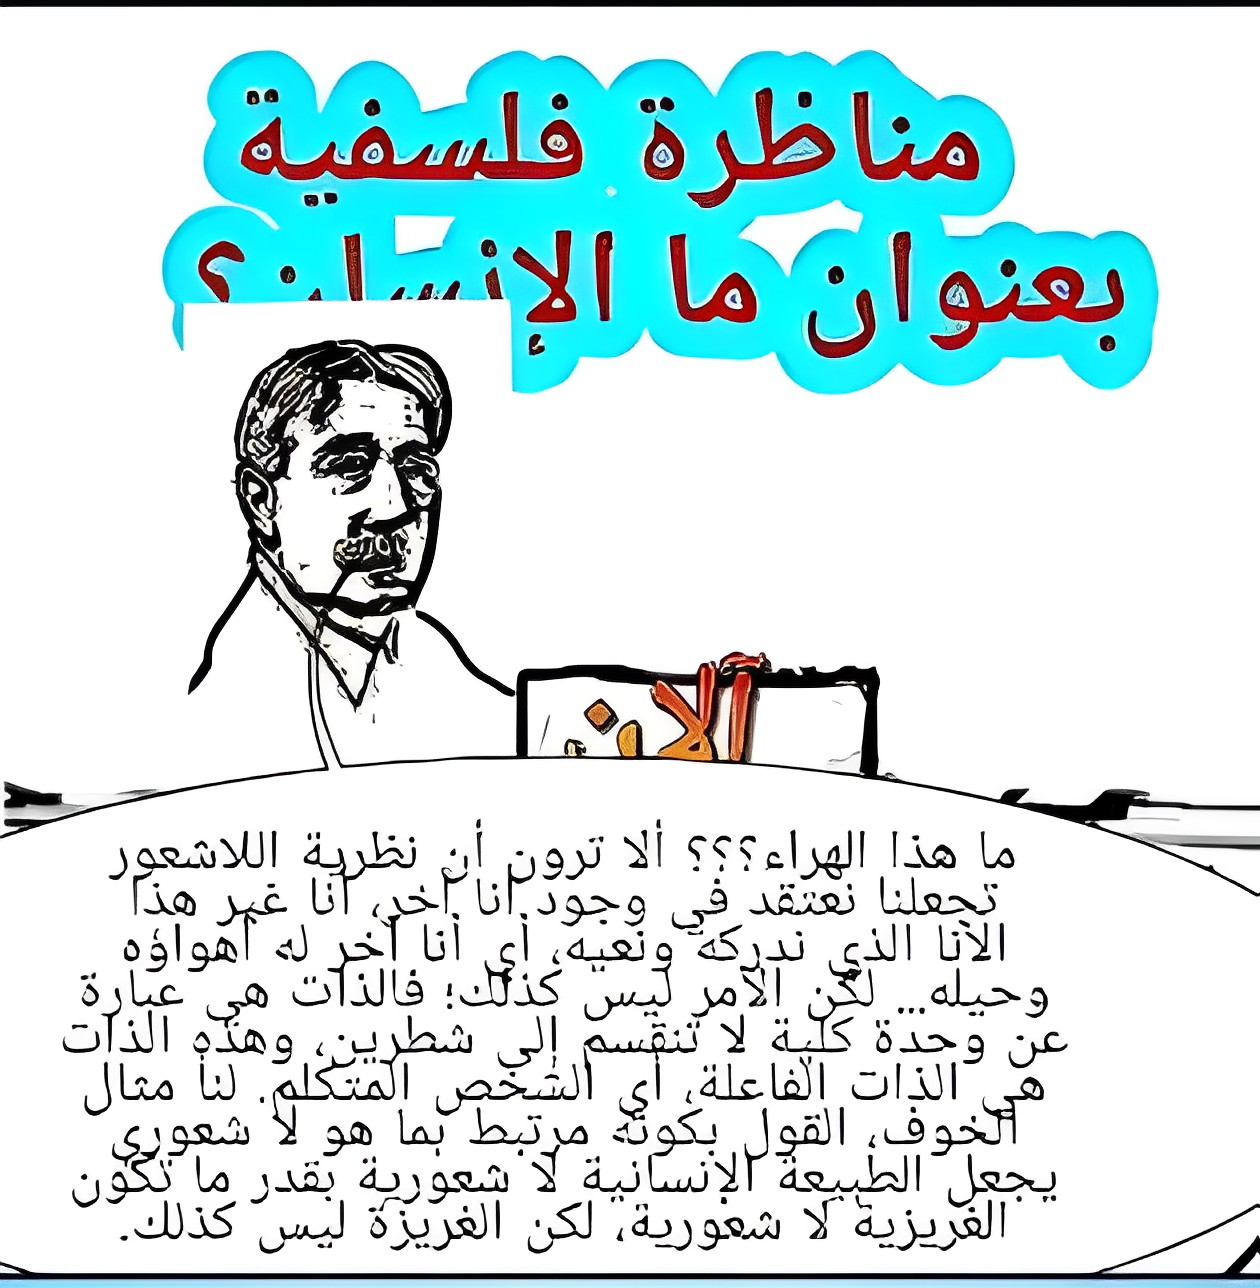 مناظرة فلسفية
بعنوان ما الإنسان؟
ما هذا الهراء؟؟؟ ألا ترون أن نظرية اللاشعور
تجعلنا نعتقد في وجود أنا آخر، أنا غير هذا
الأنا الذي ندركه ونعيه، أي أنا آخر له أهواؤه
وحيله... لكن الأمر ليس كذلك؛ فالذات هي عبارة
عن وحدة كلية لا تنقسم إلى شطرين، وهذه الذات
هي الذات الفاعلة، أي الشخص المتكلم. لنا مثال
الخوف، القول بكونه مرتبط بما هو لا شعوري
يجعل الطبيعة الإنسانية لا شعورية بقدر ما تكون
الغريزية لا شعورية، لكن الغريزة ليس كذلك.